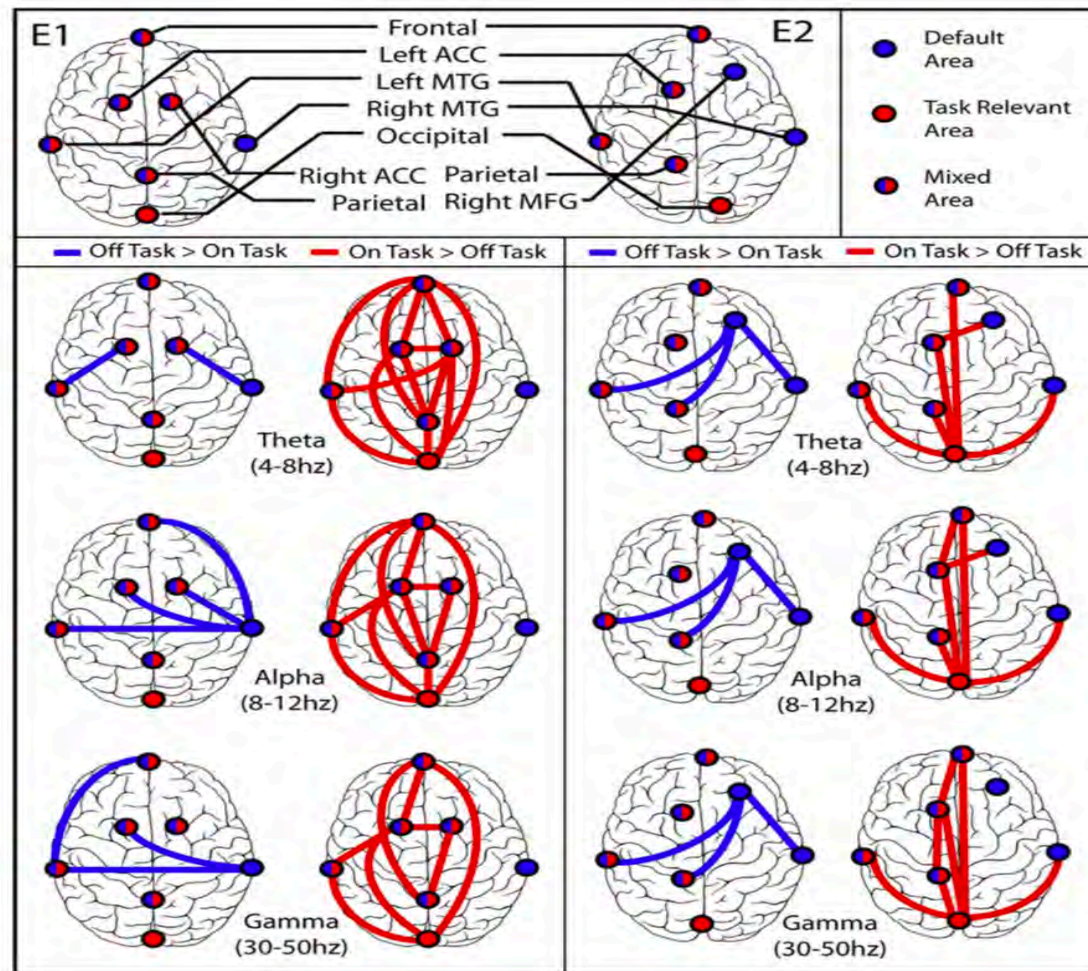 E1
E2
Frontal
Left ACC
Left MTG
Right MTG
Occipital
Right ACC Parietal
Parietal Right MFG
Default
Area
Task Relevant
Area
Mixed
Area
Off Task > On Task On Task > Off Task
Off Task > On Task On Task > Off Task
Theta
(4-8hz)
Theta
(4-8hz)
Alpha
(8-12hz)
Alpha
(8-12hz)
Gamma
(30-50hz)
Gamma
(30-50hz)